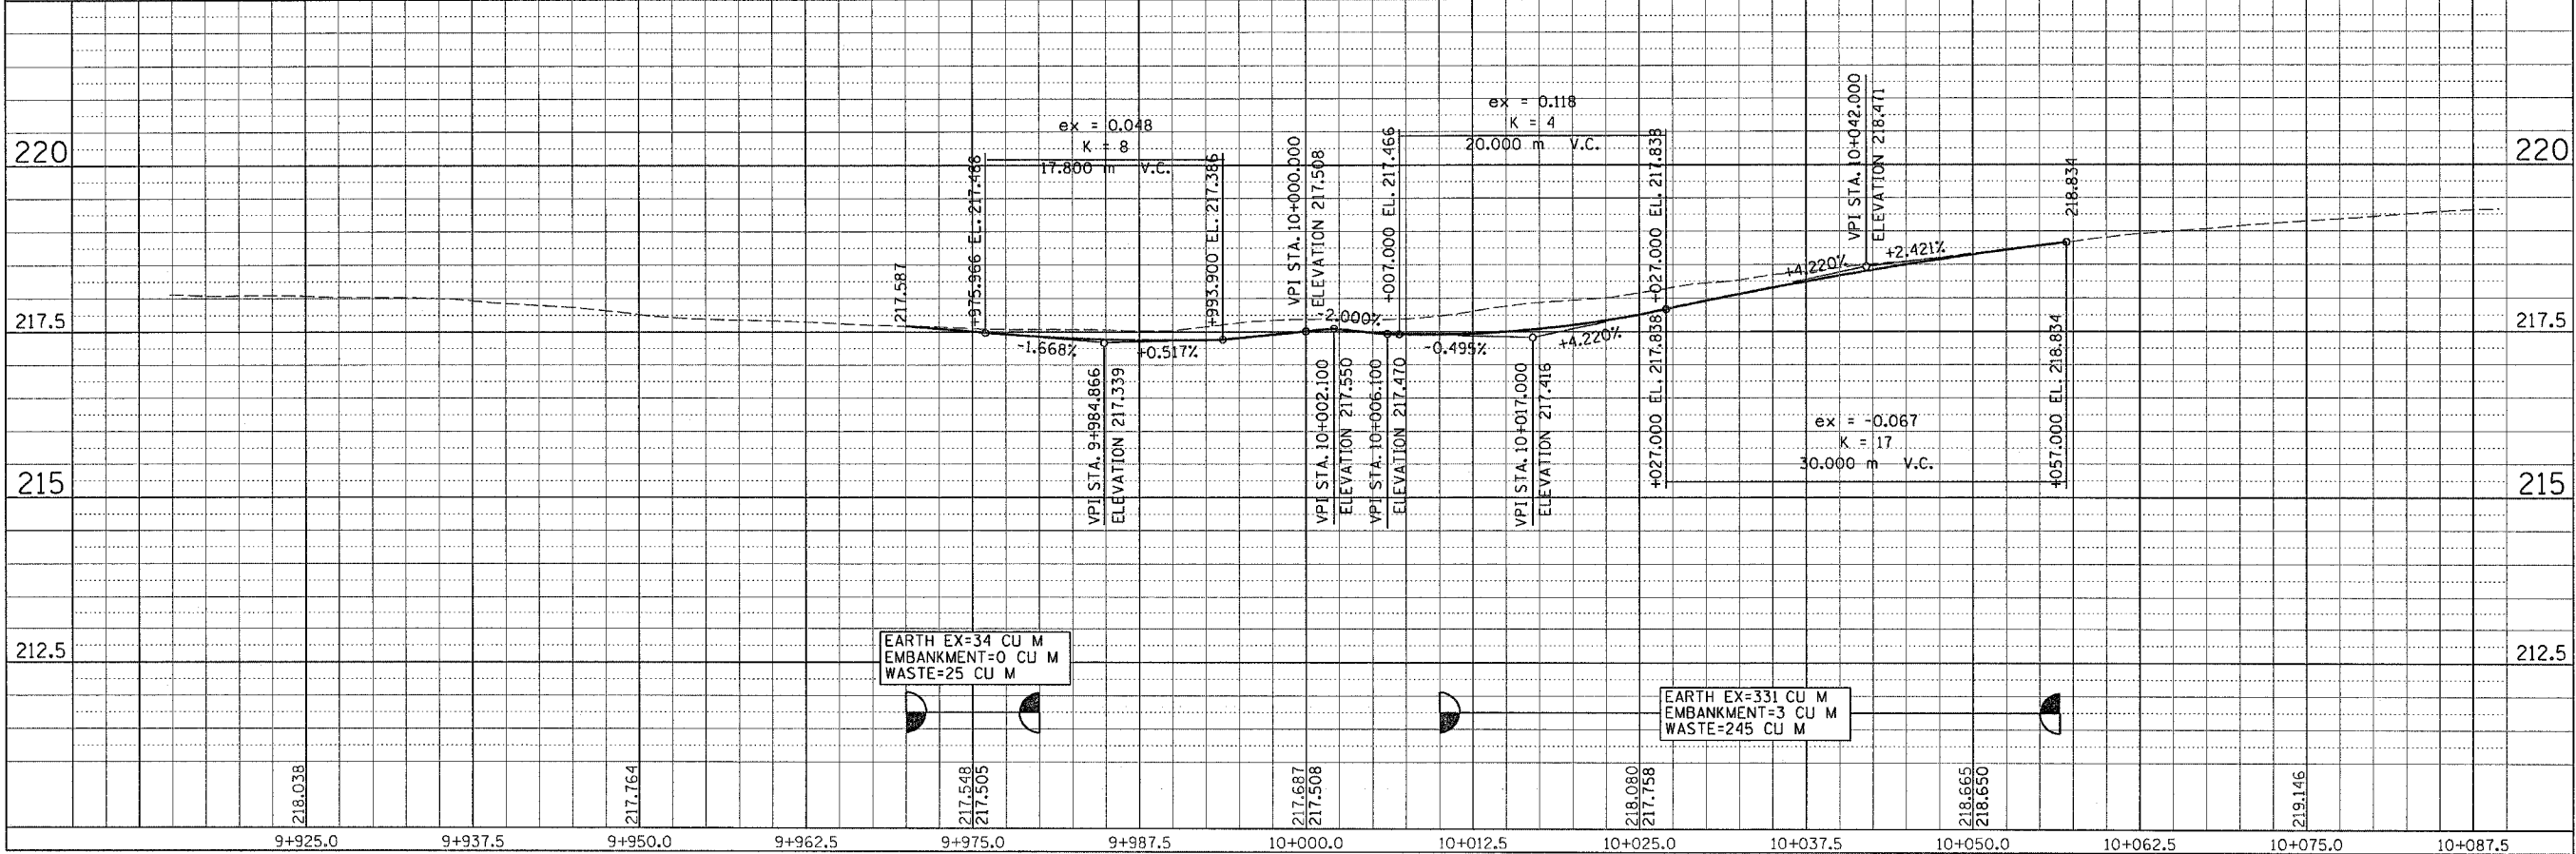 ex = 0.118
K = 4
20.000 m V.C.
ex = 0.048
K = 8
17.800 m V.C.
220
220
217.587
+975.966 EL. 217.488
+993.900 EL. 217.386
VPI STA. 10+000.000
ELEVATION 217.508
+007.000 EL. 217.466
+027.000 EL. 217.838
VPI STA. 10+042.000
ELEVATION 218.471
218.834
217.5
-1.668%
+0.517%
-2.000%
-0.495%
+4.220%
+4.220%
+2.421%
217.5
VPI STA. 9+984.866
ELEVATION 217.339
VPI STA. 10+002.100
ELEVATION 217.550
VPI STA. 10+006.100
ELEVATION 217.470
VPI STA. 10+017.000
ELEVATION 217.416
+027.000 EL. 217.838
ex = -0.067
K = 17
30.000 m V.C.
+057.000 EL. 218.834
215
215
212.5
212.5
EARTH EX=34 CU M
EMBANKMENT=0 CU M
WASTE=25 CU M
EARTH EX=331 CU M
EMBANKMENT=3 CU M
WASTE=245 CU M
218.038
217.764
217.548
217.505
217.687
217.508
218.080
217.758
218.665
218.650
219.146
9+925.0
9+937.5
9+950.0
9+962.5
9+975.0
9+987.5
10+000.0
10+012.5
10+025.0
10+037.5
10+050.0
10+062.5
10+075.0
10+087.5